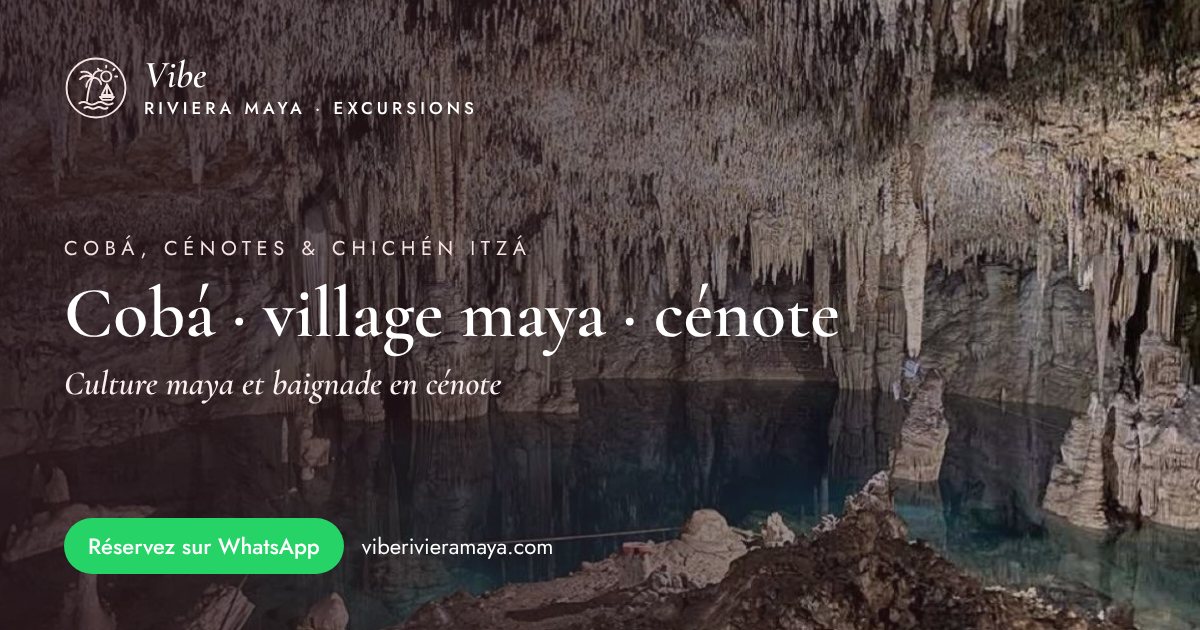 Vibe
RIVIERA MAYA · EXCURSIONS
COBÁ, CÉNOTES & CHICHÉN ITZÁ
Cobá · village maya · cénote
Culture maya et baignade en cénote
Réservez sur WhatsApp
viberivieramaya.com